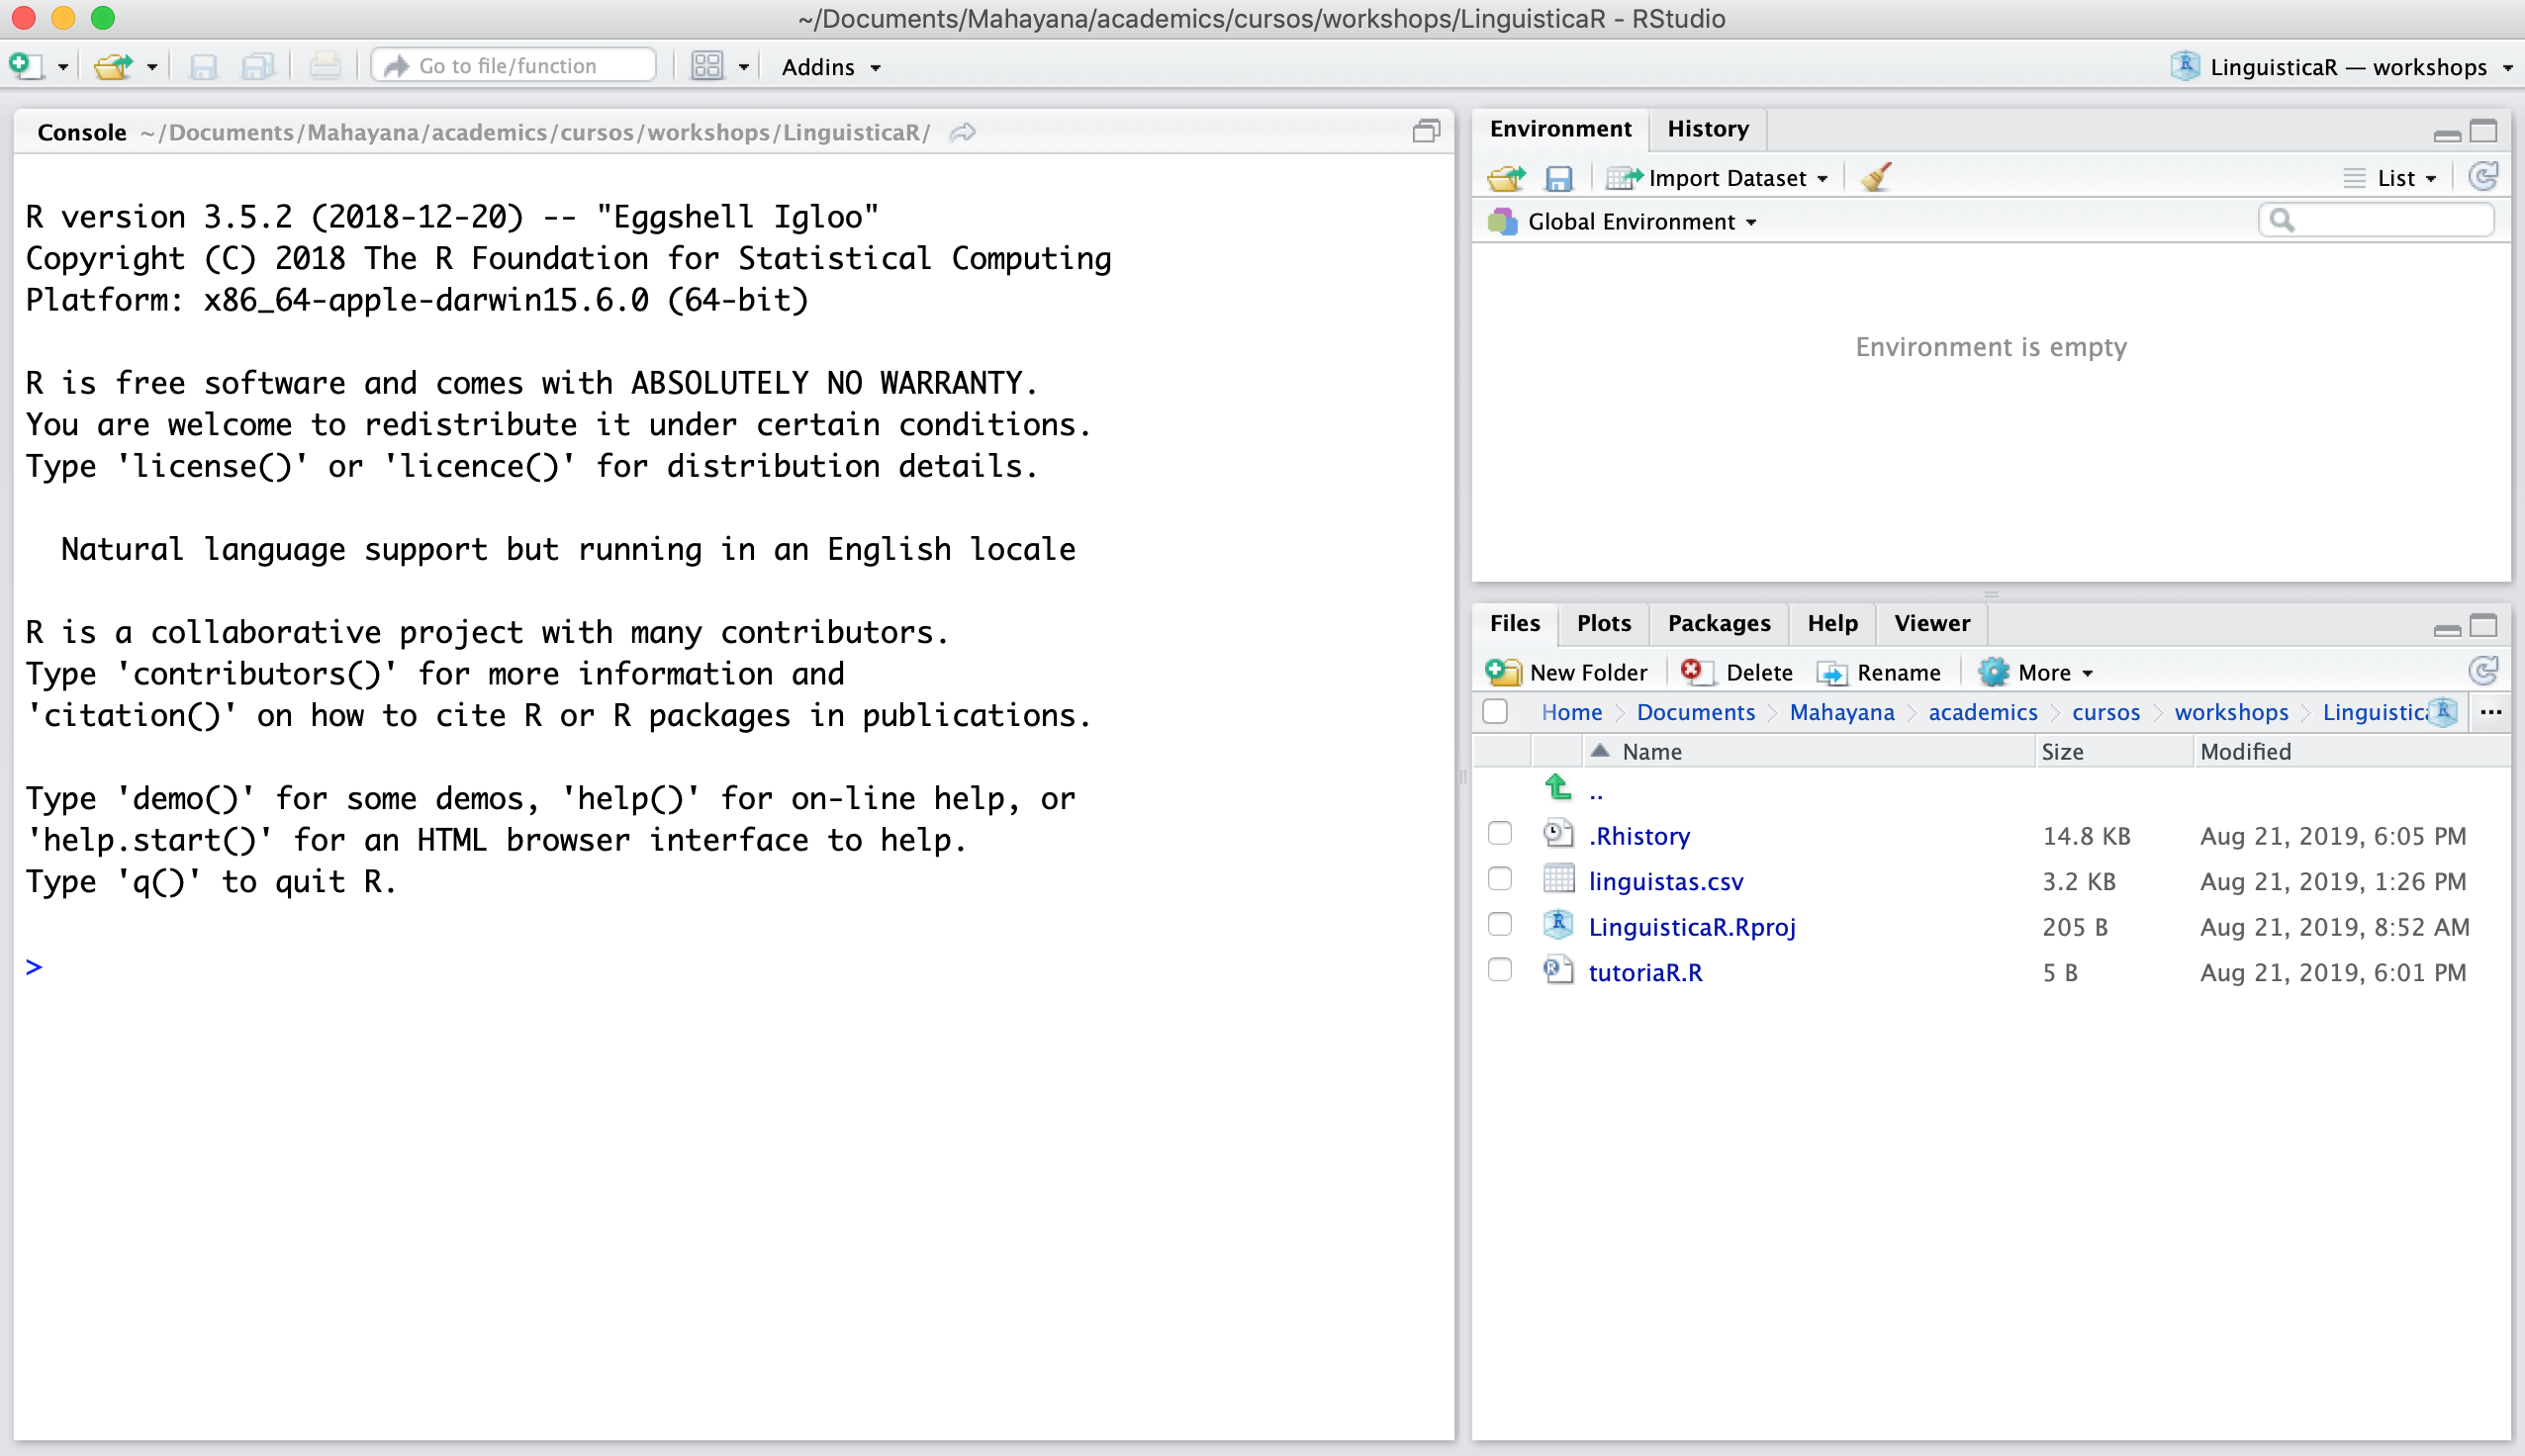 ~/Documents/Mahayana/academics/cursos/workshops/LinguisticaR - RStudio
Go to file/function
Addins
LinguisticaR — workshops
Console ~/Documents/Mahayana/academics/cursos/workshops/LinguisticaR/
R version 3.5.2 (2018-12-20) -- "Eggshell Igloo"
Copyright (C) 2018 The R Foundation for Statistical Computing
Platform: x86_64-apple-darwin15.6.0 (64-bit)
R is free software and comes with ABSOLUTELY NO WARRANTY.
You are welcome to redistribute it under certain conditions.
Type 'license()' or 'licence()' for distribution details.
Natural language support but running in an English locale
R is a collaborative project with many contributors.
Type 'contributors()' for more information and
'citation()' on how to cite R or R packages in publications.
Type 'demo()' for some demos, 'help()' for on-line help, or
'help.start()' for an HTML browser interface to help.
Type 'q()' to quit R.
>
Environment History
Import Dataset List
Global Environment
Environment is empty
Files Plots Packages Help Viewer
New Folder Delete Rename More
Home Documents Mahayana academics cursos workshops Linguistica ...
Name Size Modified
..
.Rhistory 14.8 KB Aug 21, 2019, 6:05 PM
linguistas.csv 3.2 KB Aug 21, 2019, 1:26 PM
LinguisticaR.Rproj 205 B Aug 21, 2019, 8:52 AM
tutoriaR.R 5 B Aug 21, 2019, 6:01 PM